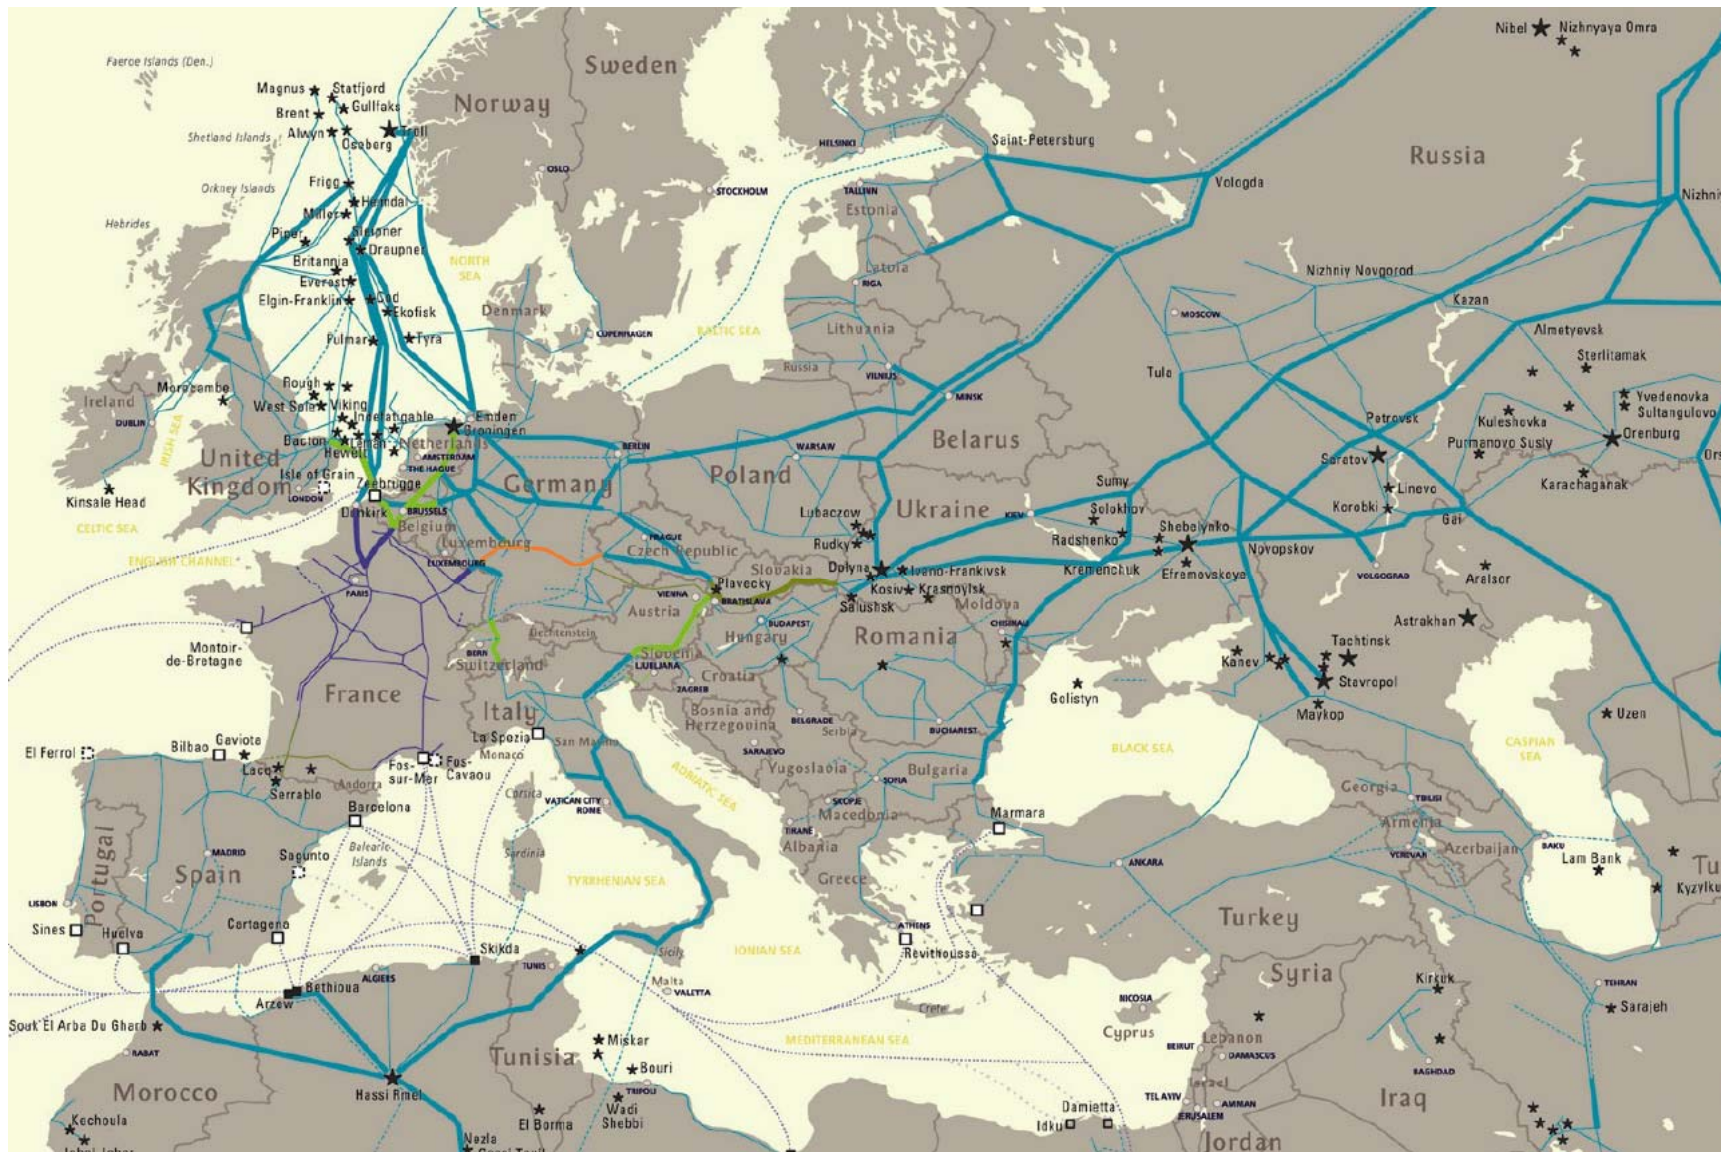 Faeroe Islands (Den.)
Magnus
Statfjord
Gullfaks
Brent
Alwyn
Oseberg
Troll
Shetland Islands
Orkney Islands
Hebrides
Frigg
Heimdal
Miller
Piper
Sleipner
Draupner
Britannia
Everest
Elgin-Franklin
Cod
Ekofisk
Fulmar
Tyra
Norway
Sweden
OSLO
STOCKHOLM
HELSINKI
TALLINN
Estonia
Latvia
RIGA
Lithuania
VILNIUS
Russia
NORTH
SEA
Denmark
COPENHAGEN
BALTIC SEA
Saint-Petersburg
Vologda
Nibel
Nizhnyaya Omra
Russia
Nizhniy Novgorod
Kazan
MOSCOW
Almetyevsk
Sterlitamak
Tula
Petrovsk
Kuleshovka
Yvedenovka
Sultangulovo
Purmanovo Susly
Orenburg
Saratov
Linevo
Korobki
Karachaganak
Gai
Morecambe
Rough
West Sole
Viking
Indefatigable
Bacton
Leman
Hewett
Ireland
DUBLIN
IRISH SEA
United
Kingdom
Isle of Grain
LONDON
Kinsale Head
CELTIC SEA
ENGLISH CHANNEL
Zeebrugge
Dunkirk
Emden
Groningen
Netherlands
AMSTERDAM
THE HAGUE
BRUSSELS
Belgium
Luxembourg
LUXEMBOURG
Germany
BERLIN
Poland
WARSAW
MINSK
Belarus
Ukraine
KIEV
Sumy
Solokhov
Radshenko
Shebelynko
Efremovskoye
Kremenchuk
Novopskov
VOLGOGRAD
Aralsor
Astrakhan
Lubaczow
Rudky
Dolyna
Ivano-Frankivsk
Kosiv
Krasnoylsk
Salushsk
PRAGUE
Czech Republic
Slovakia
Plavecky
VIENNA
BRATISLAVA
Austria
Liechtenstein
BERN
Switzerland
BUDAPEST
Hungary
Slovenia
LJUBLJANA
Croatia
ZAGREB
Romania
Moldova
CHISINAU
Bosnia and
Herzegovina
SARAJEVO
BELGRADE
Serbia
BUCHAREST
Yugoslavia
SOFIA
Bulgaria
SKOPJE
Macedonia
TIRANË
Albania
Greece
ATHENS
Revithoussa
Crete
PARIS
Montoir-
de-Bretagne
France
Italy
La Spezia
Monaco
San Marino
ADRIATIC SEA
VATICAN CITY
ROME
Corsica
Sardinia
TYRRHENIAN SEA
Sicily
IONIAN SEA
Malta
VALETTA
El Ferrol
Bilbao
Gaviota
Lacq
Serrablo
Andorra
Fos-
sur-Mer
Fos-
Cavaou
Barcelona
Balearic
Islands
Sagunto
MADRID
Spain
Portugal
LISBON
Sines
Huelva
Cartagena
Skikda
TUNIS
ALGIERS
Arzew
Bethioua
Souk El Arba Du Gharb
RABAT
Morocco
Kechoula
Hassi Rmel
Nezla
Tunisia
Miskar
Bouri
TRIPOLI
Wadi
Shebbi
El Borma
MEDITERRANEAN SEA
Golistyn
BLACK SEA
Kanev
Tachtinsk
Stavropol
Maykop
CASPIAN
SEA
Uzen
Georgia
TBILISI
Armenia
YEREVAN
Azerbaijan
BAKU
Lam Bank
Marmara
ANKARA
Turkey
Syria
Kirkuk
TEHRAN
Sarajeh
NICOSIA
Cyprus
BEIRUT
Lebanon
DAMASCUS
Israel
TEL AVIV
AMMAN
JERUSALEM
Jordan
BAGHDAD
Iraq
Damietta
Idku